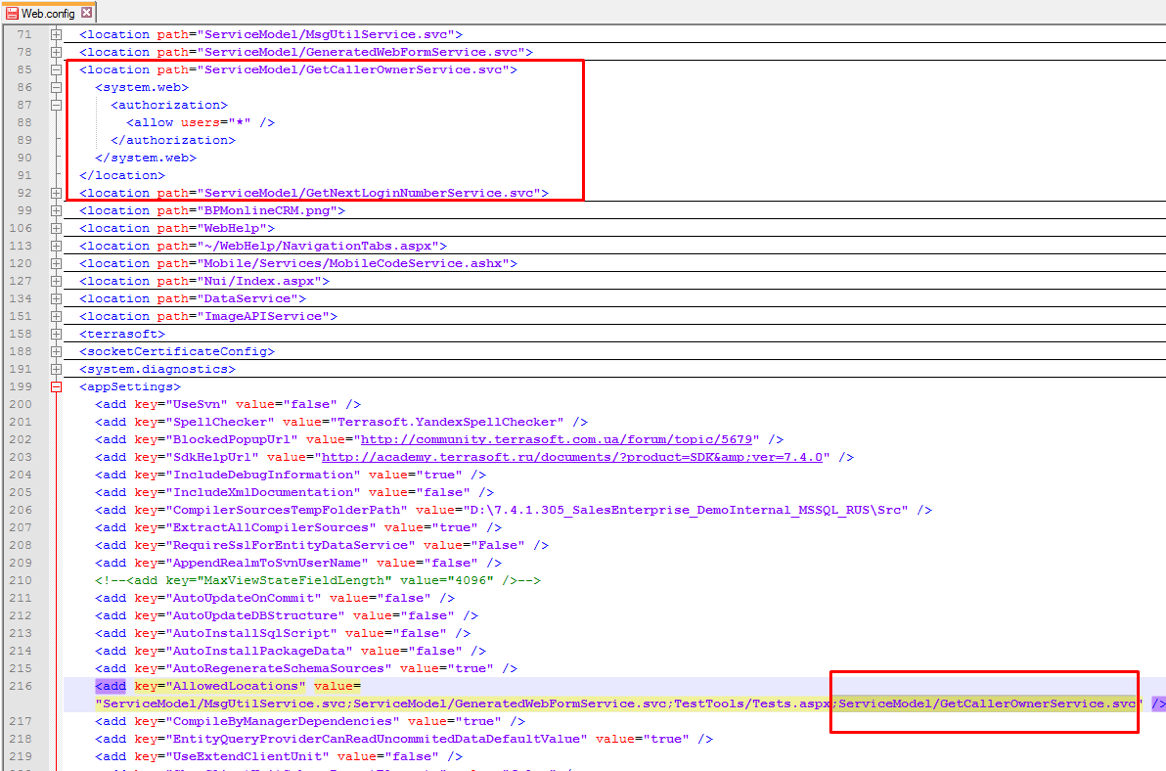 Web.config
71 <location path="ServiceModel/MsgUtilService.svc">
78 <location path="ServiceModel/GeneratedWebFormService.svc">
85 <location path="ServiceModel/GetCallerOwnerService.svc">
86 <system.web>
87 <authorization>
88 <allow users="*" />
89 </authorization>
90 </system.web>
91 </location>
92 <location path="ServiceModel/GetNextLoginNumberService.svc">
99 <location path="BPMonlineCRM.png">
106 <location path="WebHelp">
113 <location path="~/WebHelp/NavigationTabs.aspx">
120 <location path="Mobile/Services/MobileCodeService.ashx">
127 <location path="Nui/Index.aspx">
134 <location path="DataService">
151 <location path="ImageAPIService">
158 <terrasoft>
188 <socketCertificateConfig>
191 <system.diagnostics>
199 <appSettings>
200 <add key="UseSvn" value="false" />
201 <add key="SpellChecker" value="Terrasoft.YandexSpellChecker" />
202 <add key="BlockedPopupUrl" value="http://community.terrasoft.com.ua/forum/topic/5679" />
203 <add key="SdkHelpUrl" value="http://academy.terrasoft.ru/documents/?product=SDK&amp;ver=7.4.0" />
204 <add key="IncludeDebugInformation" value="true" />
205 <add key="IncludeXmlDocumentation" value="false" />
206 <add key="CompilerSourcesTempFolderPath" value="D:\7.4.1.305_SalesEnterprise_DemoInternal_MSSQL_RUS\Src" />
207 <add key="ExtractAllCompilerSources" value="true" />
208 <add key="RequireSslForEntityDataService" value="False" />
209 <add key="AppendRealmToSvnUserName" value="false" />
210 <!--<add key="MaxViewStateFieldLength" value="4096" />-->
211 <add key="AutoUpdateOnCommit" value="false" />
212 <add key="AutoUpdateDBStructure" value="false" />
213 <add key="AutoInstallSqlScript" value="false" />
214 <add key="AutoInstallPackageData" value="false" />
215 <add key="AutoRegenerateSchemaSources" value="true" />
216 <add key="AllowedLocations" value=
"ServiceModel/MsgUtilService.svc;ServiceModel/GeneratedWebFormService.svc;TestTools/Tests.aspx;ServiceModel/GetCallerOwnerService.svc" />
217 <add key="CompileByManagerDependencies" value="true" />
218 <add key="EntityQueryProviderCanReadUncommitedDataDefaultValue" value="true" />
219 <add key="UseExtendClientUnit" value="false" />